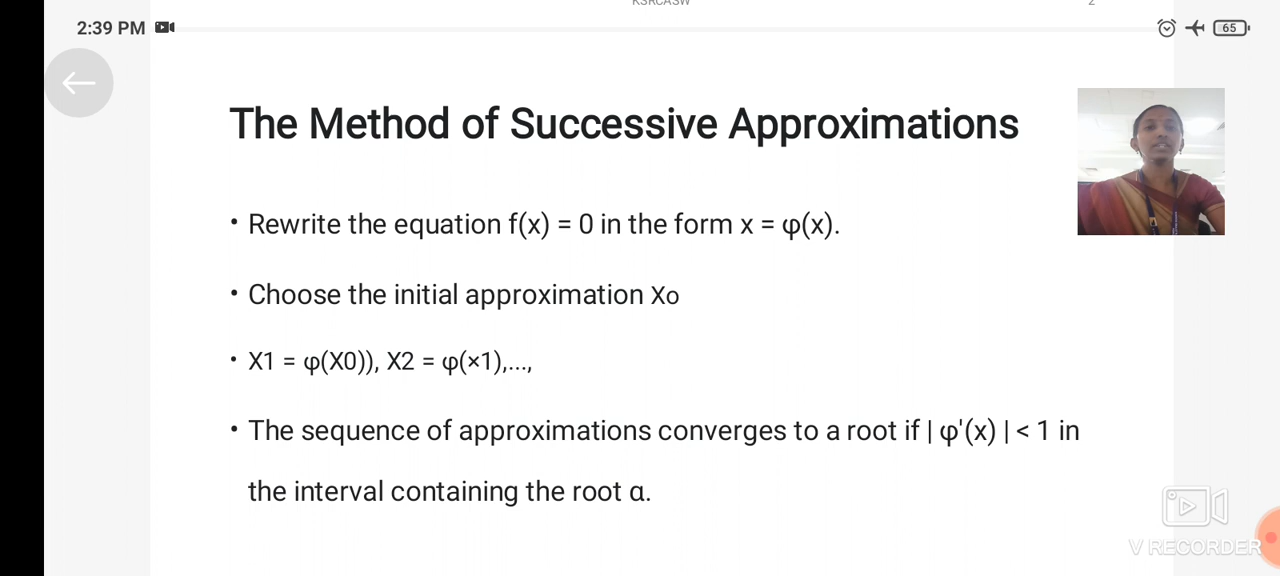 KSRCASW 2
2:39 PM 65
The Method of Successive Approximations
• Rewrite the equation f(x) = 0 in the form x = φ(x).
• Choose the initial approximation Xo
• X1 = φ(X0)), X2 = φ(×1),...,
• The sequence of approximations converges to a root if | φ'(x) | < 1 in
the interval containing the root α.
V RECORDER